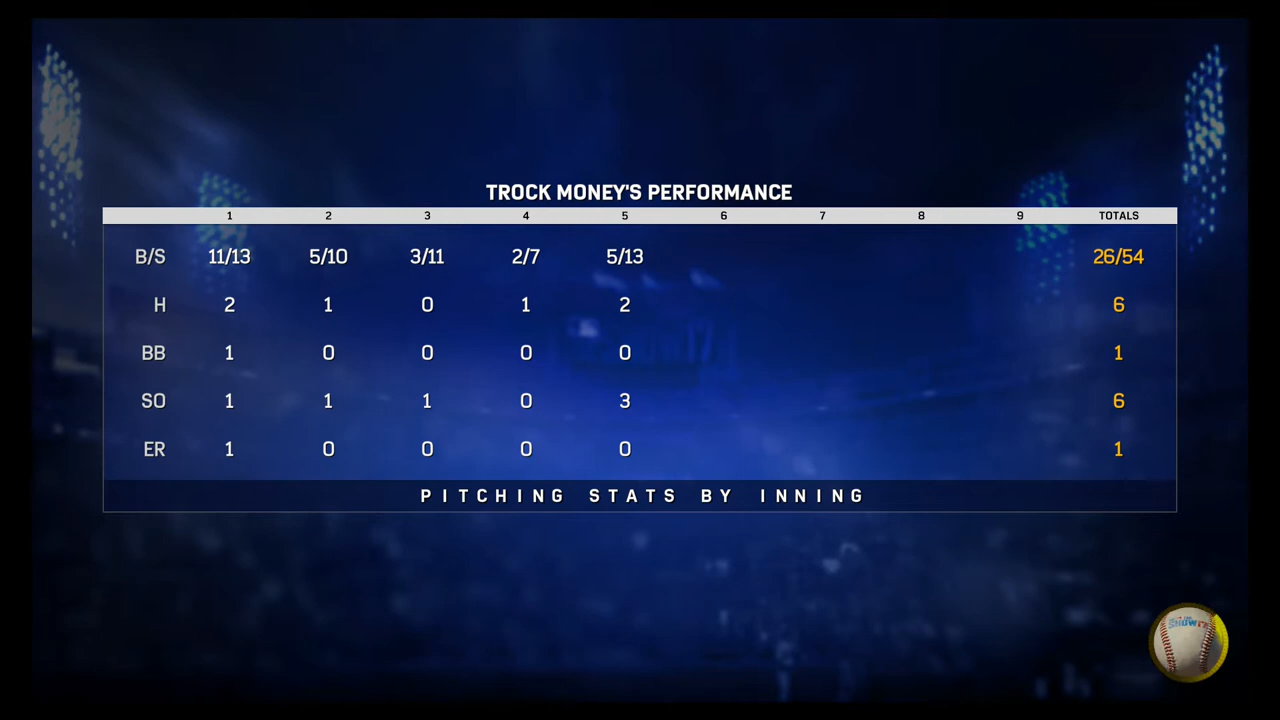 TROCK MONEY'S PERFORMANCE
1 2 3 4 5 6 7 8 9 TOTALS
B/S 11/13 5/10 3/11 2/7 5/13 26/54
H 2 1 0 1 2 6
BB 1 0 0 0 0 1
SO 1 1 1 0 3 6
ER 1 0 0 0 0 1
PITCHING STATS BY INNING
SHOW 17